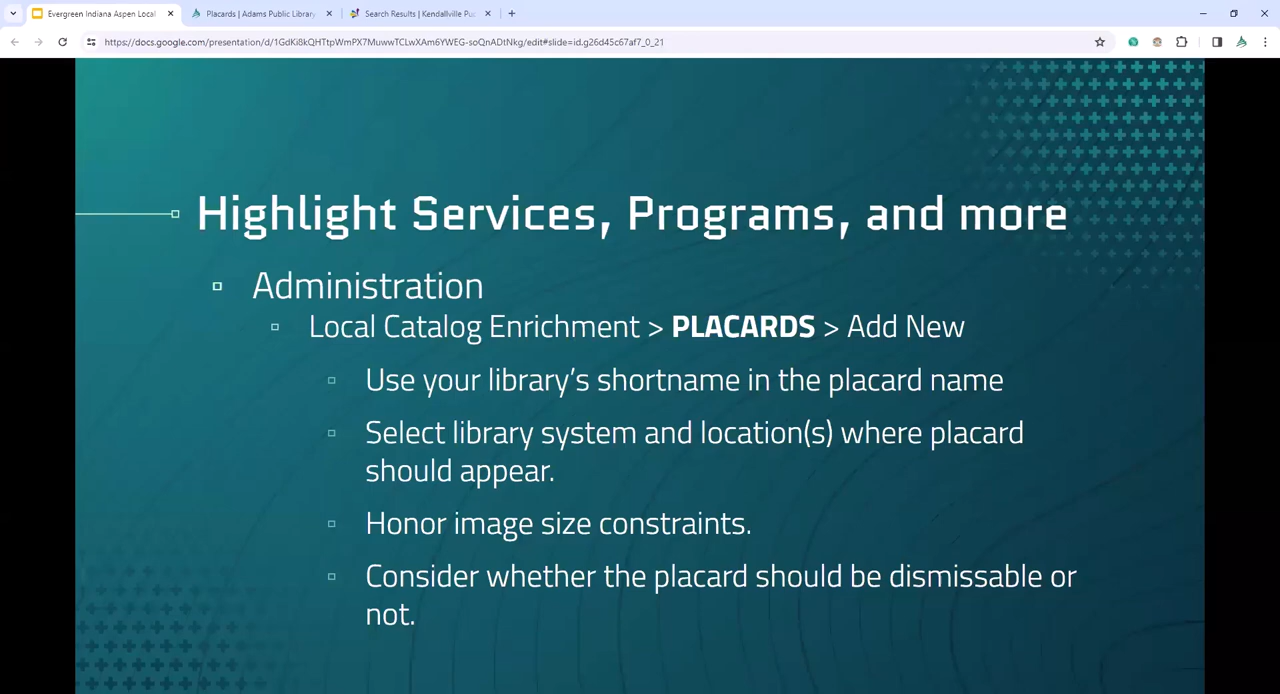 Evergreen Indiana Aspen Local
Placards | Adams Public Library
Search Results | Kendallville Pu
https://docs.google.com/presentation/d/1GdKi8kQHTtpWmPX7MuwwTCLwXAm6YWEG-soQnADtNkg/edit#slide=id.g26d45c67af7_0_21
Highlight Services, Programs, and more
Administration
Local Catalog Enrichment > PLACARDS > Add New
Use your library’s shortname in the placard name
Select library system and location(s) where placard
should appear.
Honor image size constraints.
Consider whether the placard should be dismissable or
not.